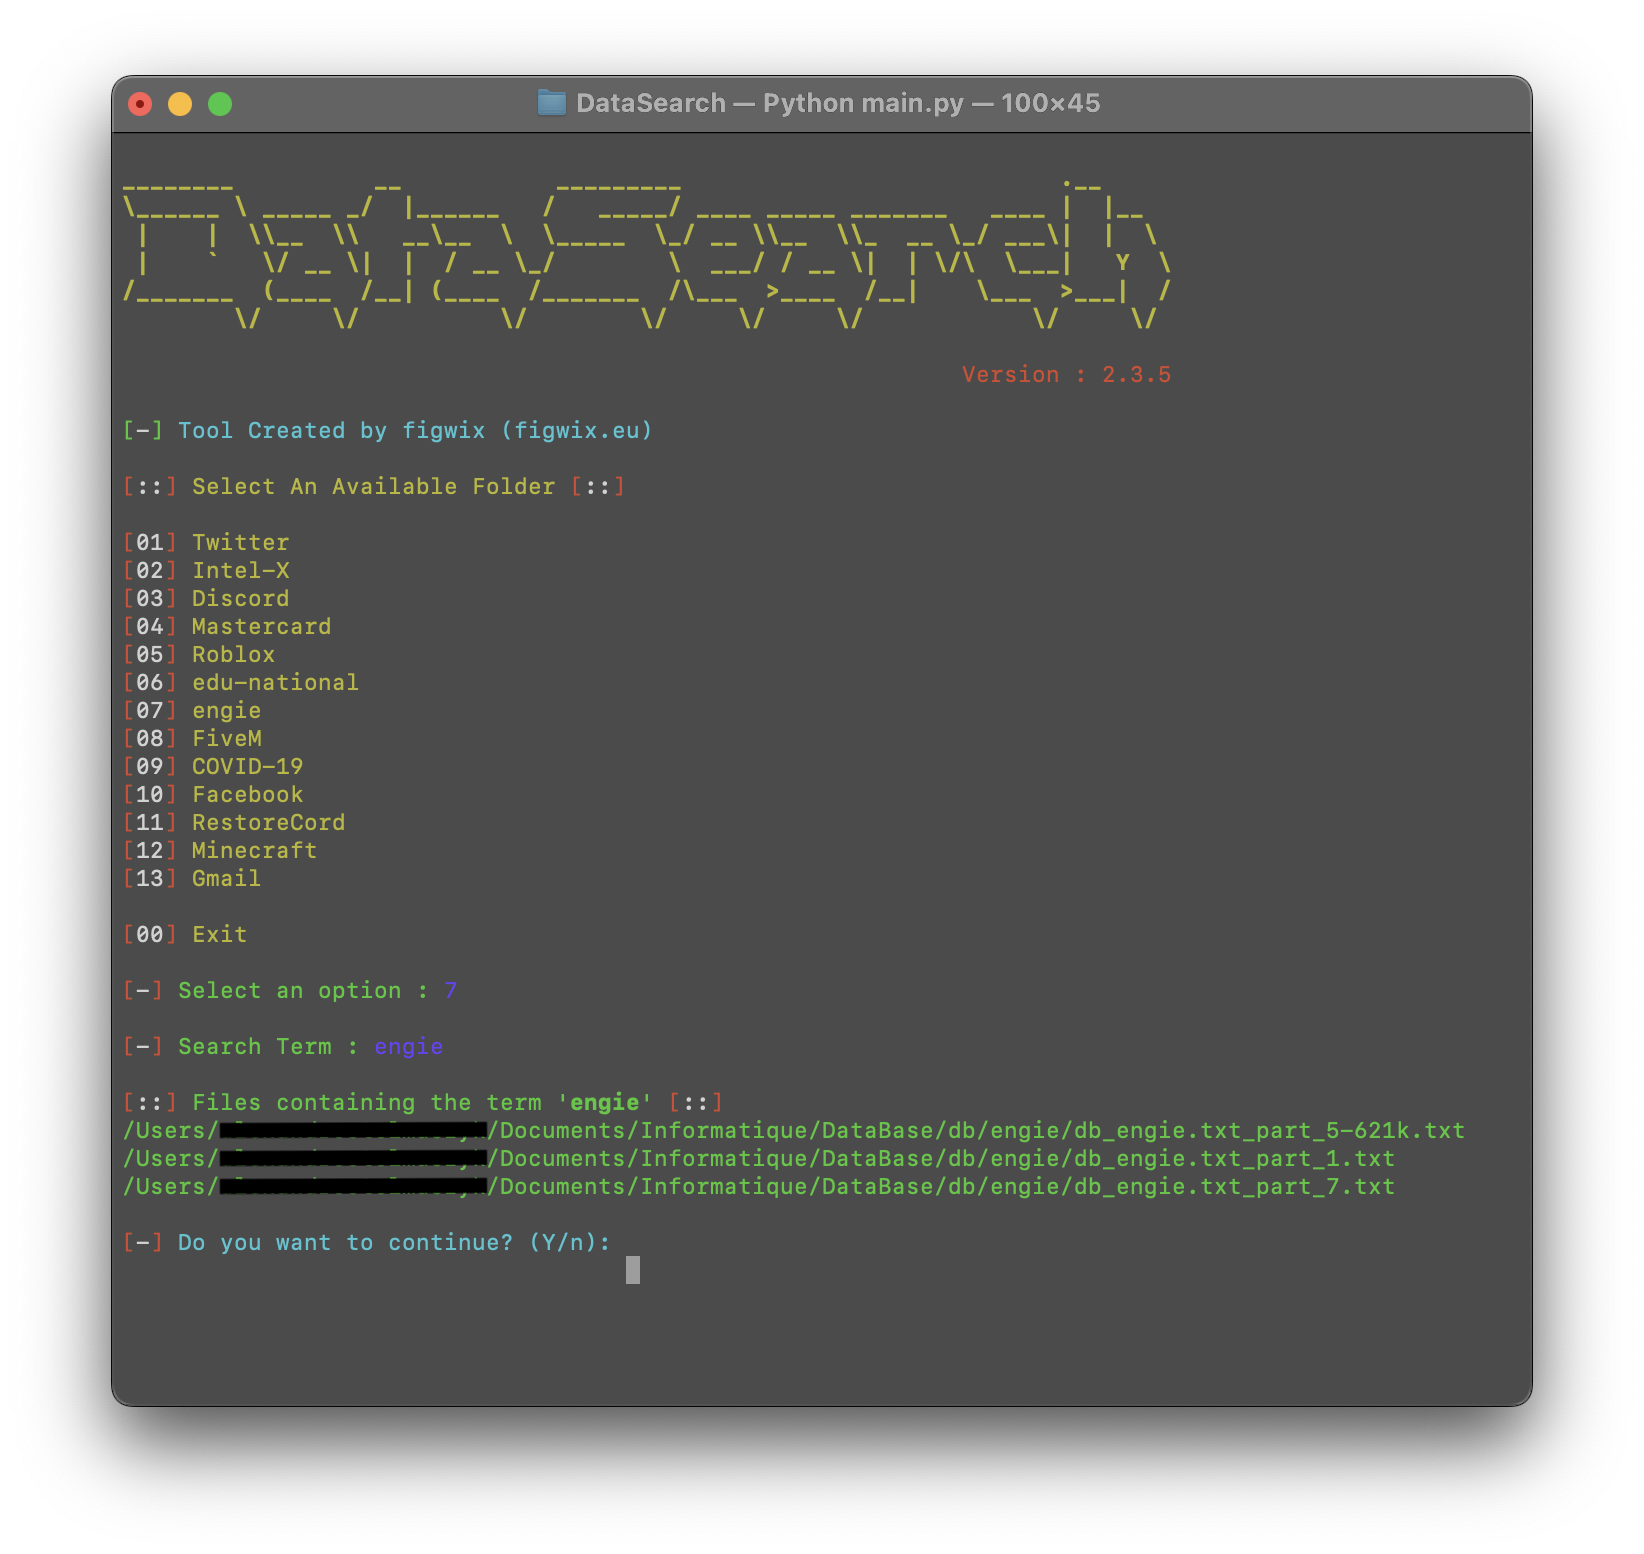 DataSearch — Python main.py — 100×45
DataSearch
Version : 2.3.5
[-] Tool Created by figwix (figwix.eu)
[::] Select An Available Folder [::]
[01] Twitter
[02] Intel-X
[03] Discord
[04] Mastercard
[05] Roblox
[06] edu-national
[07] engie
[08] FiveM
[09] COVID-19
[10] Facebook
[11] RestoreCord
[12] Minecraft
[13] Gmail
[00] Exit
[-] Select an option : 7
[-] Search Term : engie
[::] Files containing the term 'engie' [::]
/Users/ /Documents/Informatique/DataBase/db/engie/db_engie.txt_part_5-621k.txt
/Users/ /Documents/Informatique/DataBase/db/engie/db_engie.txt_part_1.txt
/Users/ /Documents/Informatique/DataBase/db/engie/db_engie.txt_part_7.txt
[-] Do you want to continue? (Y/n):